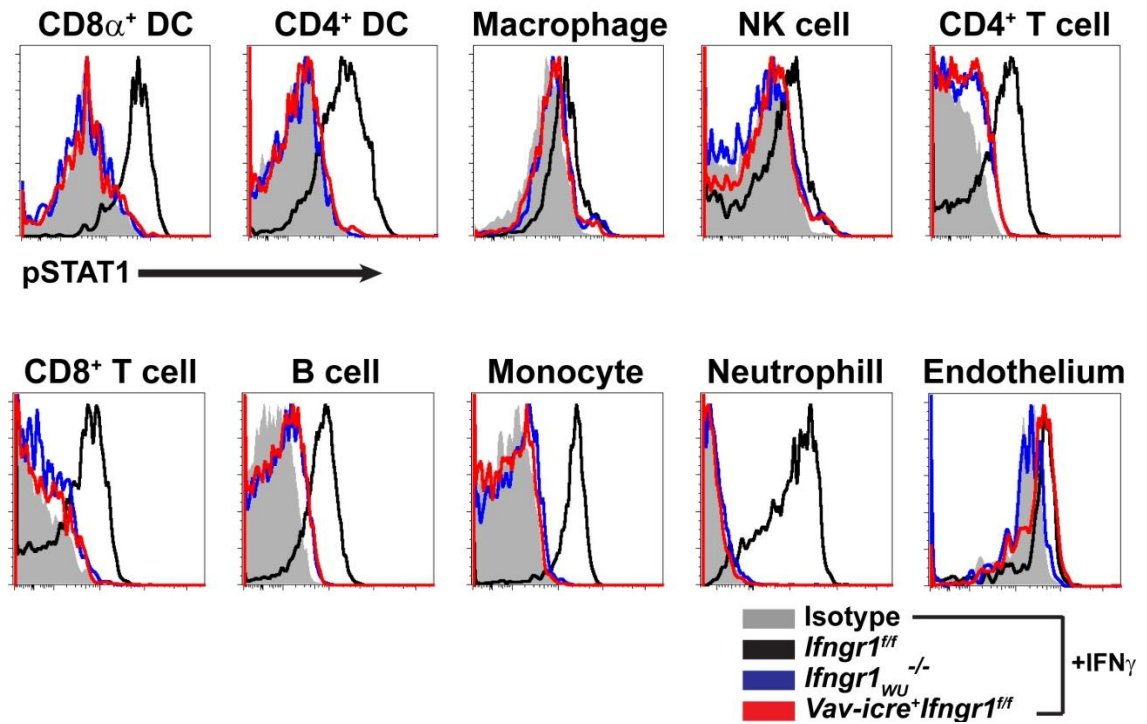 CD8α⁺ DC CD4⁺ DC Macrophage NK cell CD4⁺ T cell
pSTAT1
CD8⁺ T cell B cell Monocyte Neutrophill Endothelium
Isotype
Ifngr1f/f
+IFNγ
Ifngr1WU-/-
Vav-icre⁺Ifngr1f/f